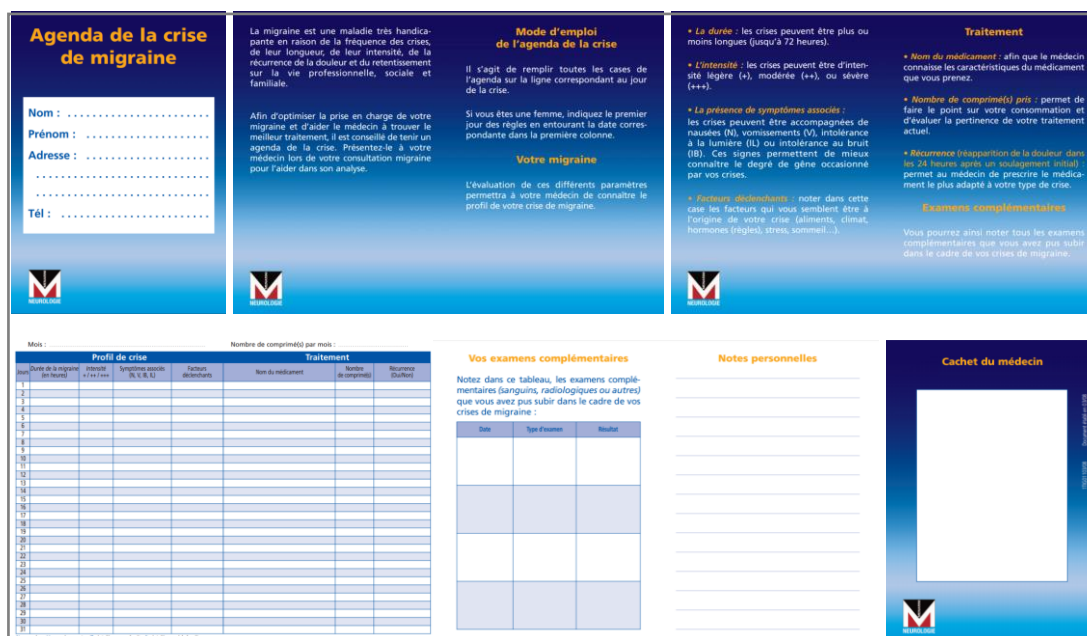 Agenda de la crise
de migraine
Nom :
Prénom :
Adresse :
Tél :
NEUROLOGIE
La migraine est une maladie très handica-
pante en raison de la fréquence des crises,
de leur longueur, de leur intensité, de la
récurrence de la douleur et du retentissement
sur la vie professionnelle, sociale et
familiale.
Afin d'optimiser la prise en charge de votre
migraine et d'aider le médecin à trouver le
meilleur traitement, il est conseillé de tenir un
agenda de la crise. Présentez-le à votre
médecin lors de votre consultation migraine
pour l'aider dans son analyse.
Mode d'emploi
de l'agenda de la crise
Il s'agit de remplir toutes les cases de
l'agenda sur la ligne correspondant au jour
de la crise.
Si vous êtes une femme, indiquez le premier
jour des règles en entourant la date corres-
pondante dans la première colonne.
Votre migraine
L'évaluation de ces différents paramètres
permettra à votre médecin de connaître le
profil de votre crise de migraine.
• La durée : les crises peuvent être plus ou
moins longues (jusqu'à 72 heures).
• L'intensité : les crises peuvent être d'inten-
sité légère (+), modérée (++), ou sévère
(+++).
• La présence de symptômes associés :
les crises peuvent être accompagnées de
nausées (N), vomissements (V), intolérance
à la lumière (IL) ou intolérance au bruit
(IB). Ces signes permettent de mieux
connaître le degré de gêne occasionné
par vos crises.
• Facteurs déclenchants : noter dans cette
case les facteurs qui vous semblent être à
l'origine de votre crise (aliments, climat,
hormones (règles), stress, sommeil...).
Traitement
• Nom du médicament : afin que le médecin
connaisse les caractéristiques du médicament
que vous prenez.
• Nombre de comprimé(s) pris : permet de
faire le point sur votre consommation et
d'évaluer la pertinence de votre traitement
actuel.
• Récurrence (réapparition de la douleur dans
les 24 heures après un soulagement initial) :
permet au médecin de prescrire le médica-
ment le plus adapté à votre type de crise.
Examens complémentaires
Vous pourrez ainsi noter tous les examens
complémentaires que vous avez pus subir
dans le cadre de vos crises de migraine.
Mois :
Nombre de comprimé(s) par mois :
Profil de crise
Traitement
Jours
Durée de la migraine
(en heures)
Intensité
+ / ++ / +++
Symptômes associés
(N, V, IB, IL)
Facteurs
déclenchants
Nom du médicament
Nombre
de comprimé(s)
Récurrence
(Oui/Non)
1
2
3
4
5
6
7
8
9
10
11
12
13
14
15
16
17
18
19
20
21
22
23
24
25
26
27
28
29
30
31
Vos examens complémentaires
Notez dans ce tableau, les examens complé-
mentaires (sanguins, radiologiques ou autres)
que vous avez pus subir dans le cadre de vos
crises de migraine :
Date
Type d'examen
Résultat
Notes personnelles
Cachet du médecin
NEUROLOGIE